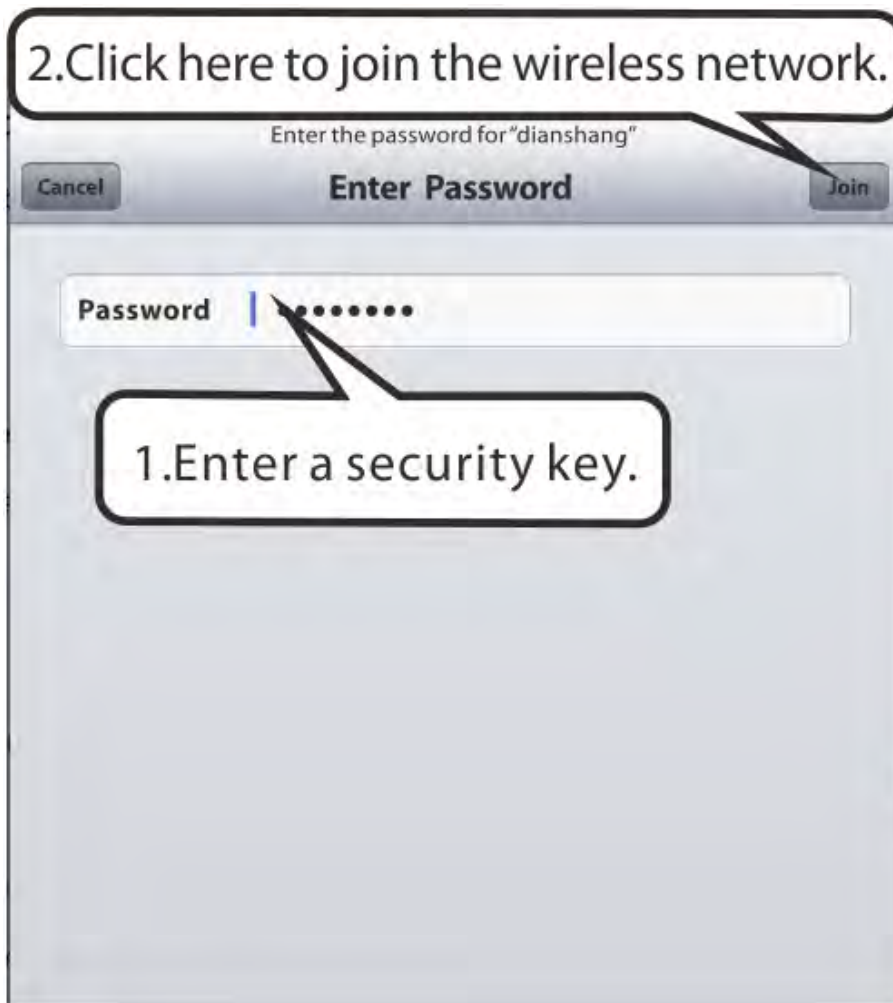 2.Click here to join the wireless network.
Enter the password for "dianshang"
Cancel
Enter Password
Join
Password ••••••••
1.Enter a security key.